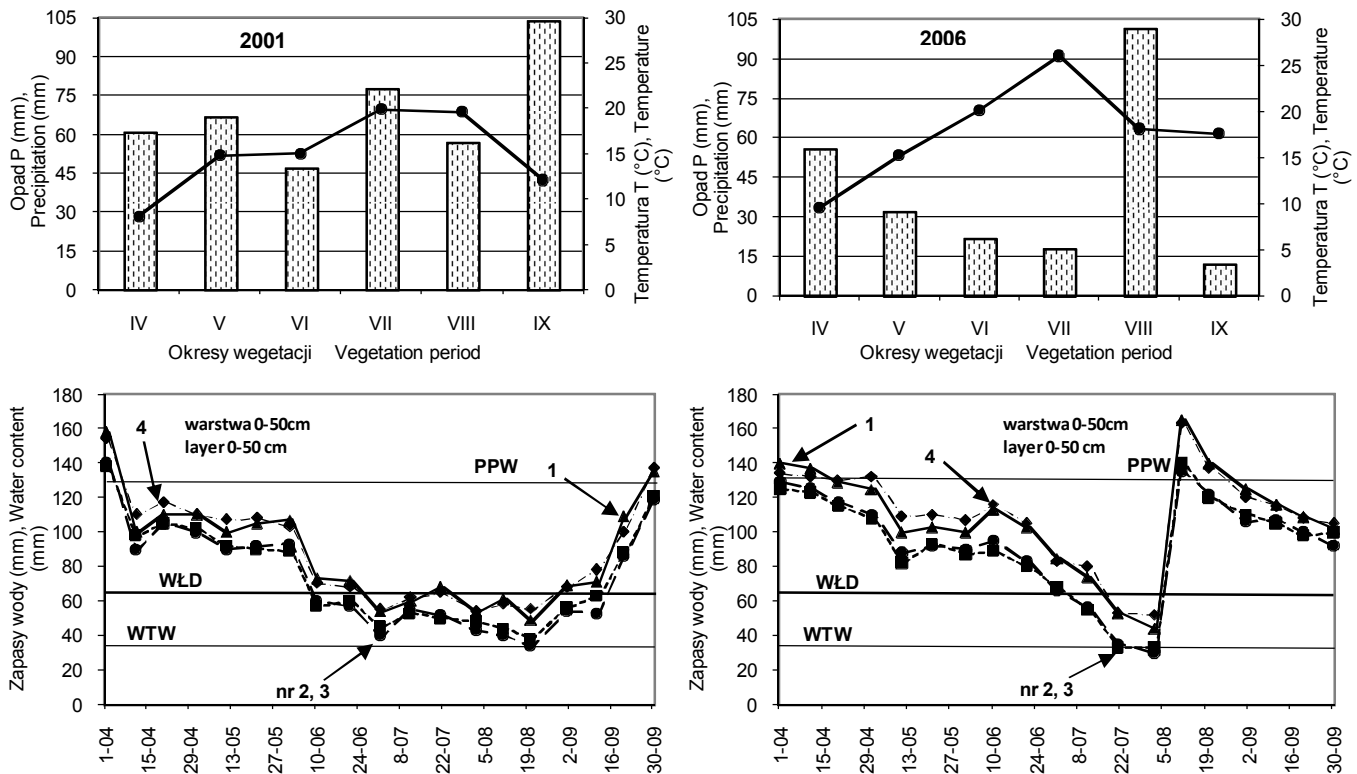 2001
Opad P (mm),
Precipitation (mm)
105
90
75
60
45
30
15
0
30
25
20
15
10
5
0
Temperatura T (°C), Temperature
(°C)
IV V VI VII VIII IX
Okresy wegetacji Vegetation period
2006
Opad P (mm),
Precipitation (mm)
105
90
75
60
45
30
15
0
30
25
20
15
10
5
0
Temperatura T (°C), Temperature
(°C)
IV V VI VII VIII IX
Okresy wegetacji Vegetation period
Zapasy wody (mm), Water content
(mm)
180
160
140
120
100
80
60
40
20
0
4
warstwa 0-50cm
layer 0-50 cm
PPW
1
WŁD
WTW
nr 2, 3
1-04 15-04 29-04 13-05 27-05 10-06 24-06 8-07 22-07 5-08 19-08 2-09 16-09 30-09
Zapasy wody (mm), Water content
(mm)
180
160
140
120
100
80
60
40
20
0
1
warstwa 0-50cm
layer 0-50 cm
4
PPW
WŁD
WTW
nr 2, 3
1-04 15-04 29-04 13-05 27-05 10-06 24-06 8-07 22-07 5-08 19-08 2-09 16-09 30-09